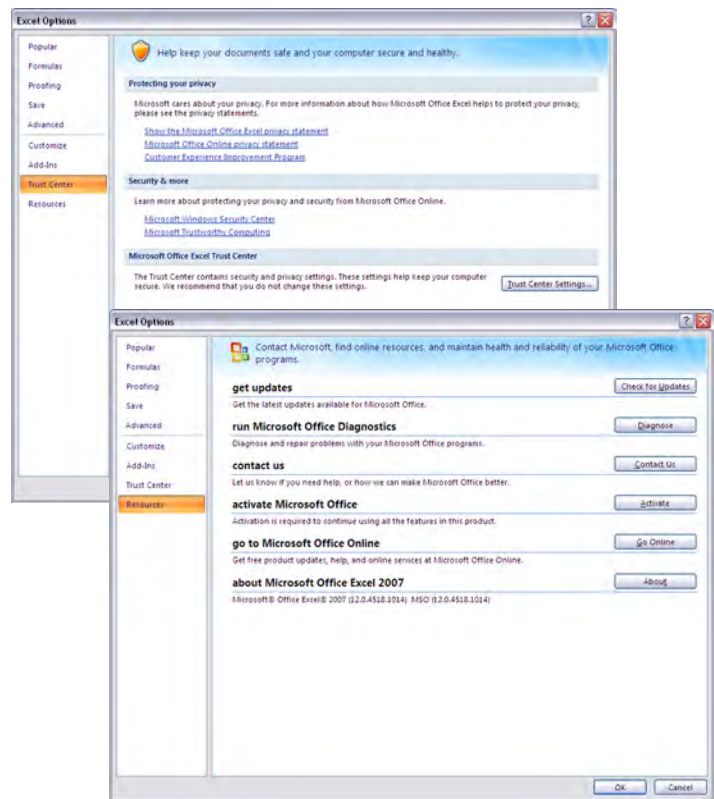 Excel Options
Popular
Formulas
Proofing
Save
Advanced
Customize
Add-Ins
Trust Center
Resources
Help keep your documents safe and your computer secure and healthy.
Protecting your privacy
Microsoft cares about your privacy. For more information about how Microsoft Office Excel helps to protect your privacy,
please see the privacy statements.
Show the Microsoft Office Excel privacy statement
Microsoft Office Online privacy statement
Customer Experience Improvement Program
Security & more
Learn more about protecting your privacy and security from Microsoft Office Online.
Microsoft Windows Security Center
Microsoft Trustworthy Computing
Microsoft Office Excel Trust Center
The Trust Center contains security and privacy settings. These settings help keep your computer
secure. We recommend that you do not change these settings.
Trust Center Settings...
Excel Options
Popular
Formulas
Proofing
Save
Advanced
Customize
Add-Ins
Trust Center
Resources
Contact Microsoft, find online resources, and maintain health and reliability of your Microsoft Office
programs.
get updates
Check for Updates
Get the latest updates available for Microsoft Office.
run Microsoft Office Diagnostics
Diagnose
Diagnose and repair problems with your Microsoft Office programs.
contact us
Contact Us
Let us know if you need help, or how we can make Microsoft Office better.
activate Microsoft Office
Activate
Activation is required to continue using all the features in this product.
go to Microsoft Office Online
Go Online
Get free product updates, help, and online services at Microsoft Office Online.
about Microsoft Office Excel 2007
About
Microsoft® Office Excel® 2007 (12.0.4518.1014) MSO (12.0.4518.1014)
OK
Cancel